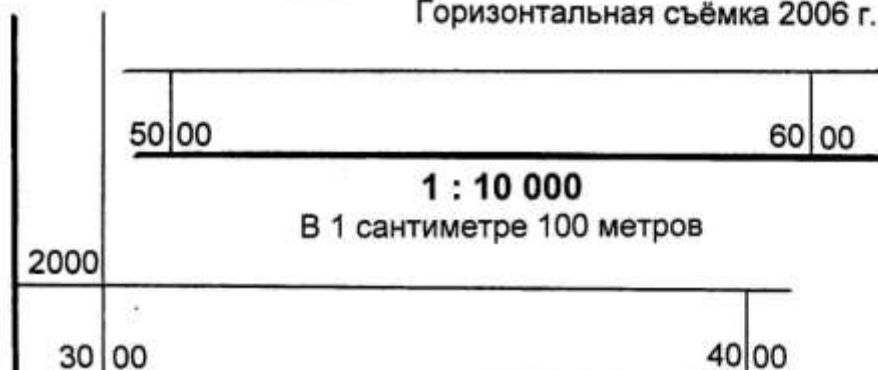 Горизонтальная съёмка 2006 г.
50 00 60 00
1 : 10 000
В 1 сантиметре 100 метров
2000
30 00 40 00